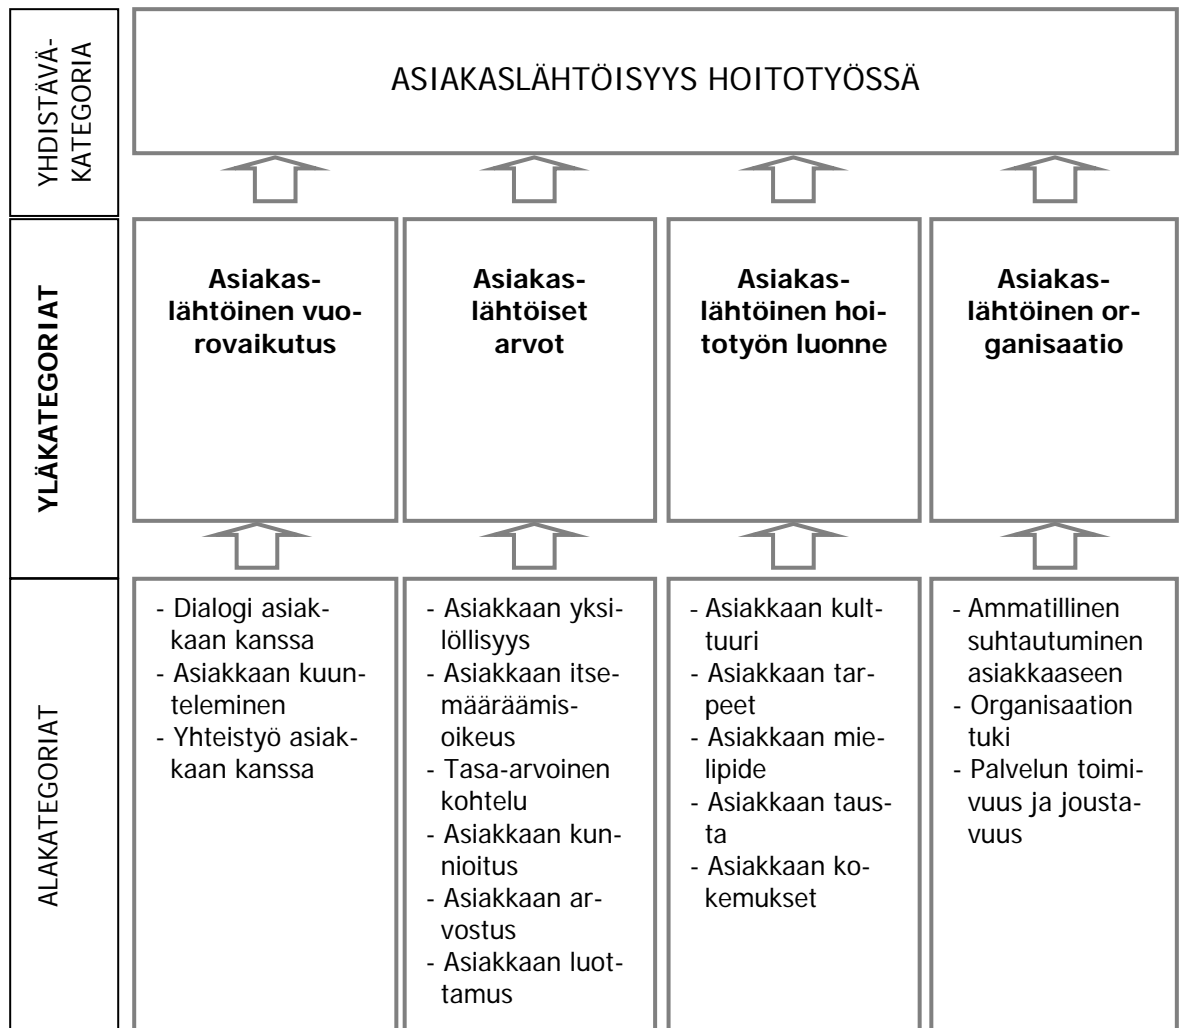 YHDISTÄVÄ-
KATEGORIA
ASIAKASLÄHTÖISYYS HOITOTYÖSSÄ
YLÄKATEGORIAT
Asiakas-
lähtöinen vuo-
rovaikutus
Asiakas-
lähtöiset
arvot
Asiakas-
lähtöinen hoi-
totyön luonne
Asiakas-
lähtöinen or-
ganisaatio
ALAKATEGORIAT
- Dialogi asiak-
kaan kanssa
- Asiakkaan kuun-
teleminen
- Yhteistyö asiak-
kaan kanssa
- Asiakkaan yksi-
löllisyys
- Asiakkaan itse-
määräämis-
oikeus
- Tasa-arvoinen
kohtelu
- Asiakkaan kun-
nioitus
- Asiakkaan ar-
vostus
- Asiakkaan luot-
tamus
- Asiakkaan kult-
tuuri
- Asiakkaan tar-
peet
- Asiakkaan mie-
lipide
- Asiakkaan taus-
ta
- Asiakkaan ko-
kemukset
- Ammatillinen
suhtautuminen
asiakkaaseen
- Organisaation
tuki
- Palvelun toimi-
vuus ja jousta-
vuus